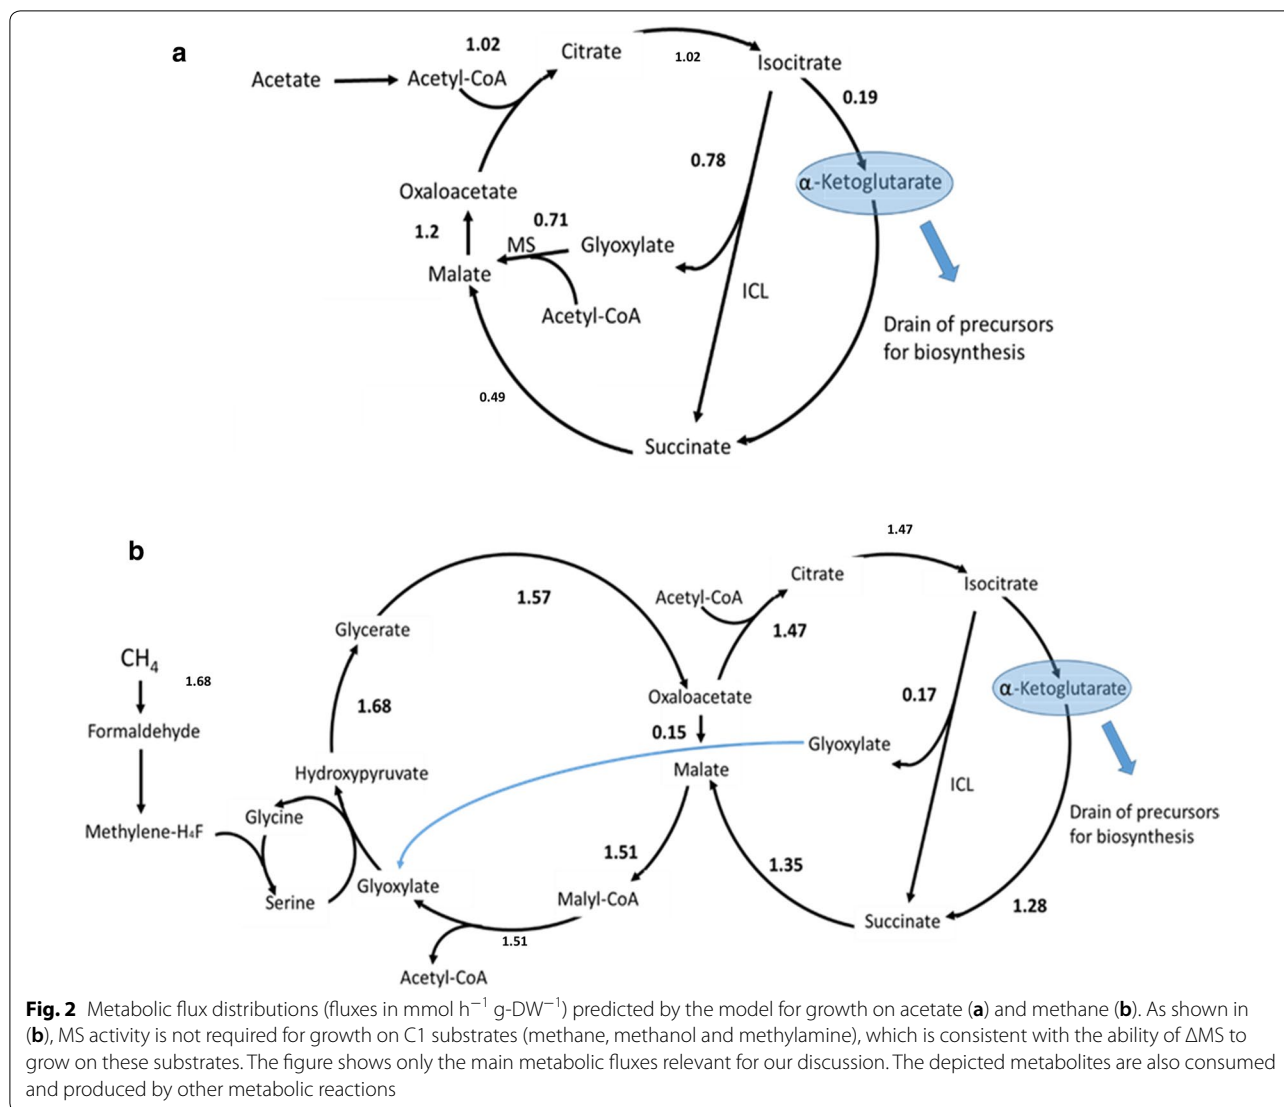 a
1.02
Citrate
1.02
Isocitrate
Acetate
Acetyl-CoA
0.19
0.78
α-Ketoglutarate
Oxaloacetate
0.71
1.2
MS
Glyoxylate
Malate
ICL
Acetyl-CoA
Drain of precursors
for biosynthesis
0.49
Succinate
b
1.47
Citrate
Isocitrate
Acetyl-CoA
1.57
1.47
Glycerate
CH4
1.68
α-Ketoglutarate
Oxaloacetate
0.17
1.68
Formaldehyde
0.15
Glyoxylate
Malate
Hydroxypyruvate
ICL
Glycine
Drain of precursors
for biosynthesis
Methylene-H4F
1.51
1.35
Glyoxylate
Malyl-CoA
Serine
1.28
Succinate
1.51
Acetyl-CoA
Fig. 2 Metabolic flux distributions (fluxes in mmol h−1 g-DW−1) predicted by the model for growth on acetate (a) and methane (b). As shown in
(b), MS activity is not required for growth on C1 substrates (methane, methanol and methylamine), which is consistent with the ability of ΔMS to
grow on these substrates. The figure shows only the main metabolic fluxes relevant for our discussion. The depicted metabolites are also consumed
and produced by other metabolic reactions